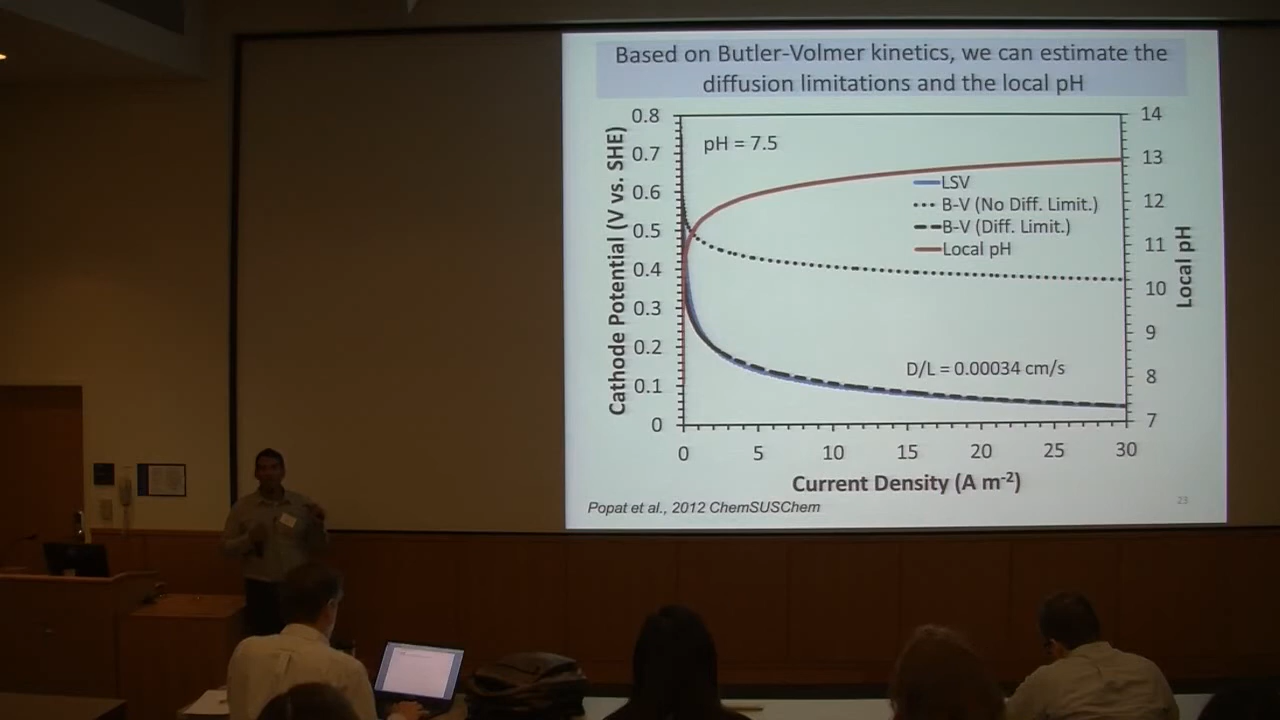 Based on Butler-Volmer kinetics, we can estimate the
diffusion limitations and the local pH
0.8
0.7
0.6
0.5
0.4
0.3
0.2
0.1
0
Cathode Potential (V vs. SHE)
pH = 7.5
LSV
B-V (No Diff. Limit.)
B-V (Diff. Limit.)
Local pH
D/L = 0.00034 cm/s
14
13
12
11
10
9
8
7
Local pH
0 5 10 15 20 25 30
Current Density (A m-2)
Popat et al., 2012 ChemSUSChem
23